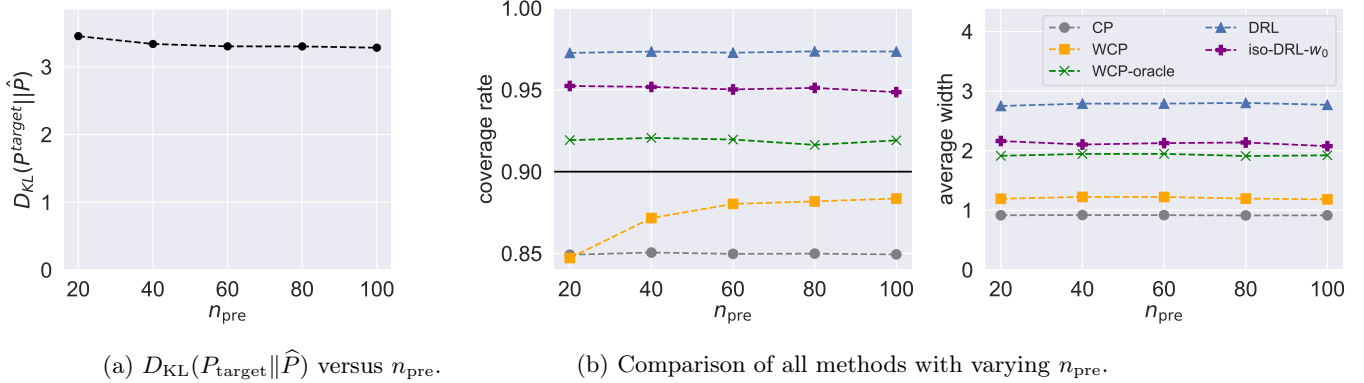 3
2
1
0
D_KL(P^target||P̂)
20 40 60 80 100
n_pre
1.00
0.95
0.90
0.85
coverage rate
20 40 60 80 100
n_pre
4
3
2
1
0
average width
CP
WCP
WCP-oracle
DRL
iso-DRL-w₀
20 40 60 80 100
n_pre
(a) D_KL(P_target‖P̂) versus n_pre.
(b) Comparison of all methods with varying n_pre.